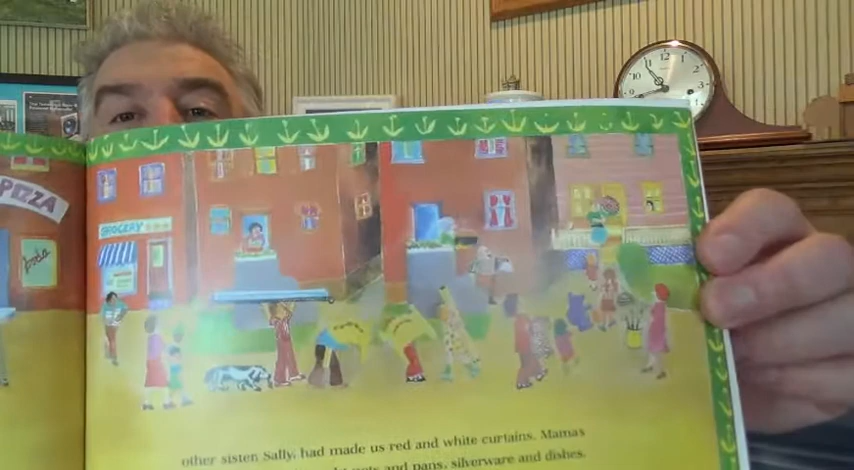 PIZZA
GROCERY
Soda
other sister, Sally, had made us red and white curtains. Mama's
pots and pans, silverware and dishes.